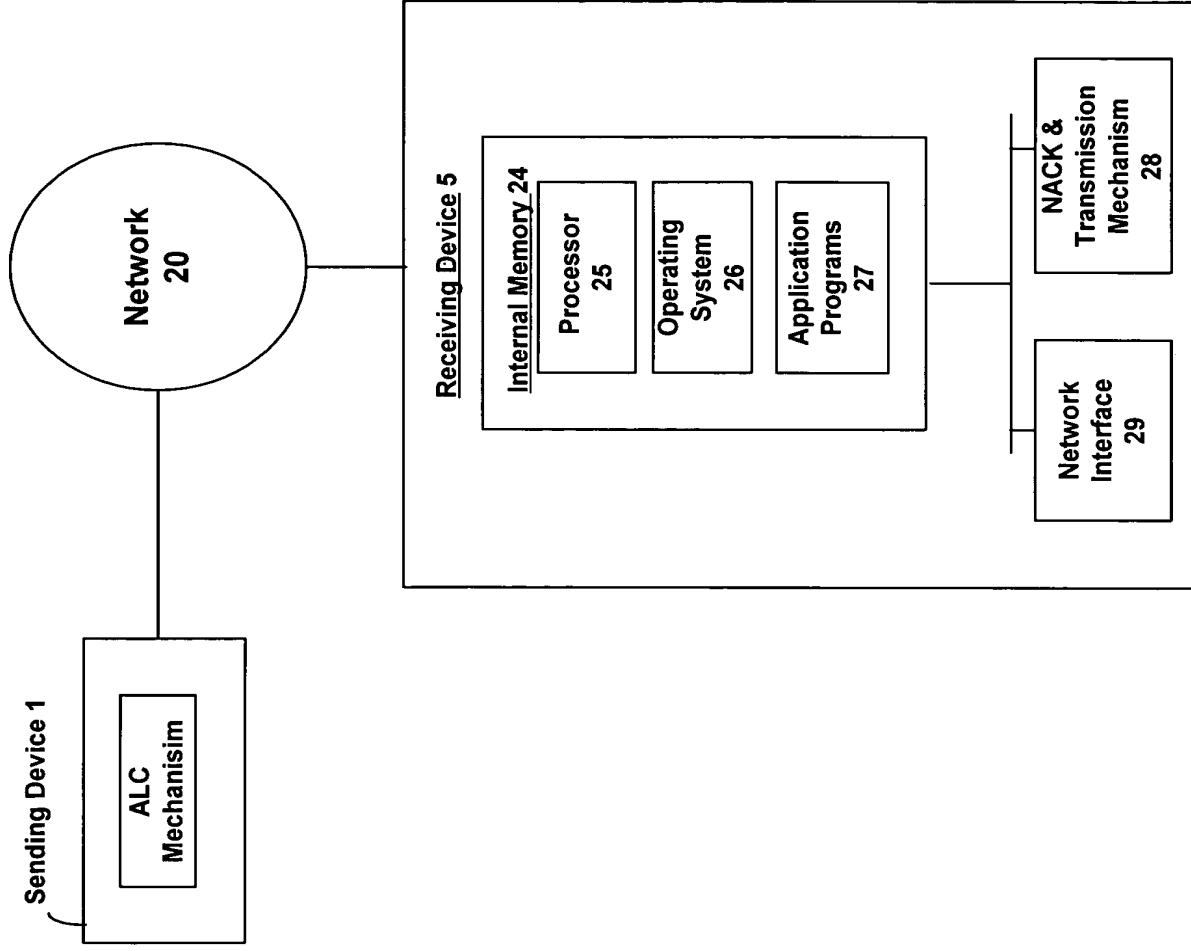 Sending Device 1
ALC
Mechanisim
Network
20
Receiving Device 5
Internal Memory 24
Processor
25
Operating
System
26
Application
Programs
27
Network
Interface
29
NACK &
Transmission
Mechanism
28